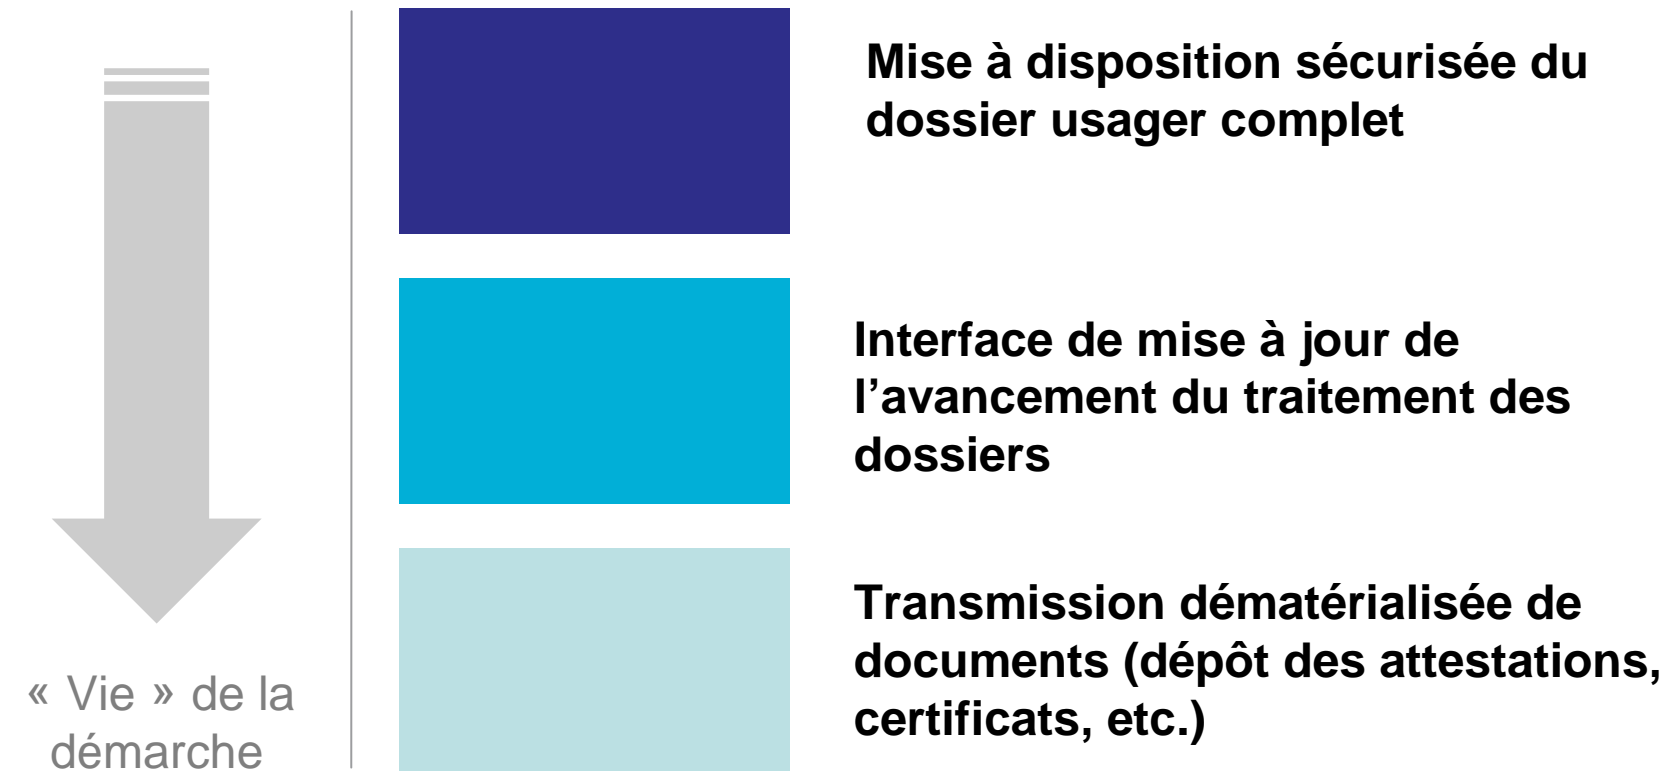 Mise à disposition sécurisée du
dossier usager complet
Interface de mise à jour de
l’avancement du traitement des
dossiers
Transmission dématérialisée de
documents (dépôt des attestations,
certificats, etc.)
« Vie » de la
démarche